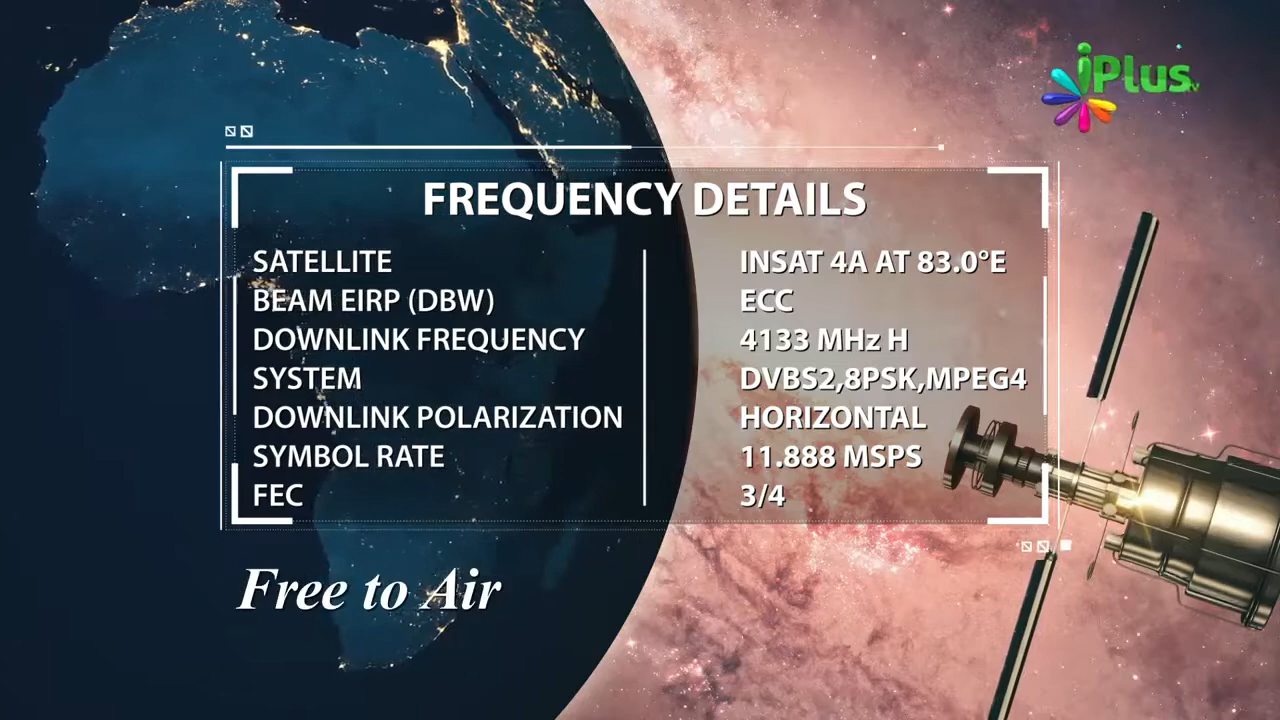 iPlus TV
FREQUENCY DETAILS
SATELLITE INSAT 4A AT 83.0°E
BEAM EIRP (DBW) ECC
DOWNLINK FREQUENCY 4133 MHz H
SYSTEM DVBS2,8PSK,MPEG4
DOWNLINK POLARIZATION HORIZONTAL
SYMBOL RATE 11.888 MSPS
FEC 3/4
Free to Air